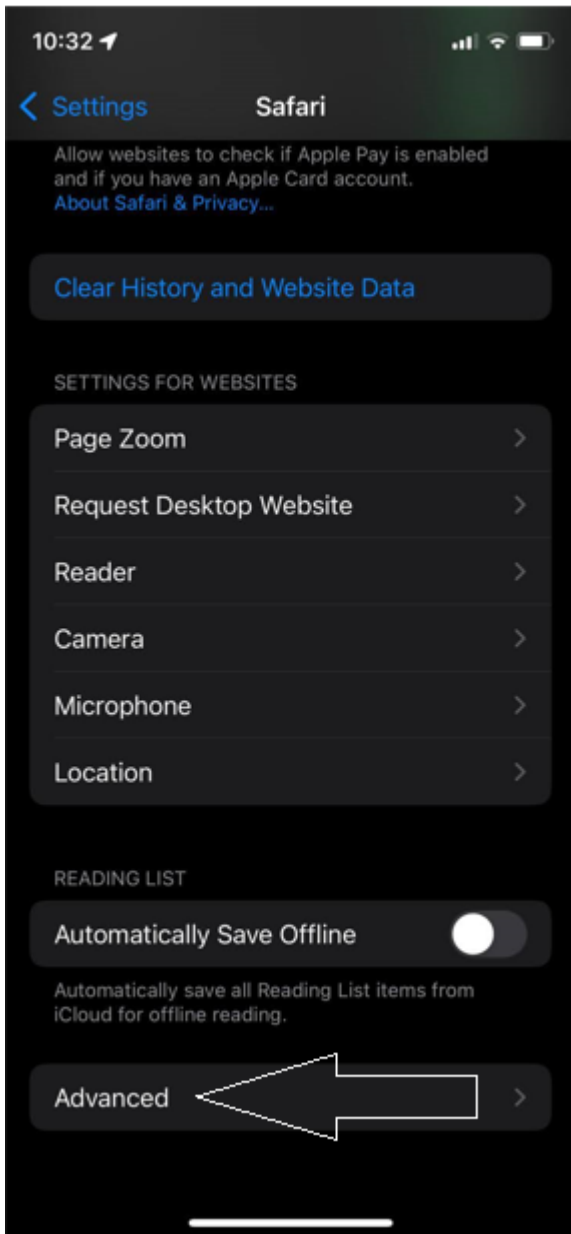 10:32
Settings
Safari
Allow websites to check if Apple Pay is enabled
and if you have an Apple Card account.
About Safari & Privacy...
Clear History and Website Data
SETTINGS FOR WEBSITES
Page Zoom
Request Desktop Website
Reader
Camera
Microphone
Location
READING LIST
Automatically Save Offline
Automatically save all Reading List items from
iCloud for offline reading.
Advanced